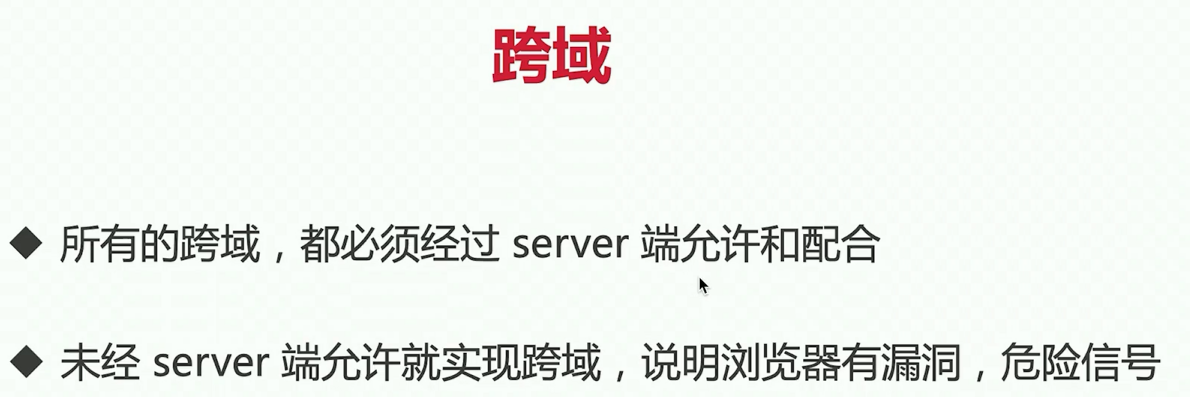 跨域
◆ 所有的跨域，都必须经过 server 端允许和配合
◆ 未经 server 端允许就实现跨域，说明浏览器有漏洞，危险信号